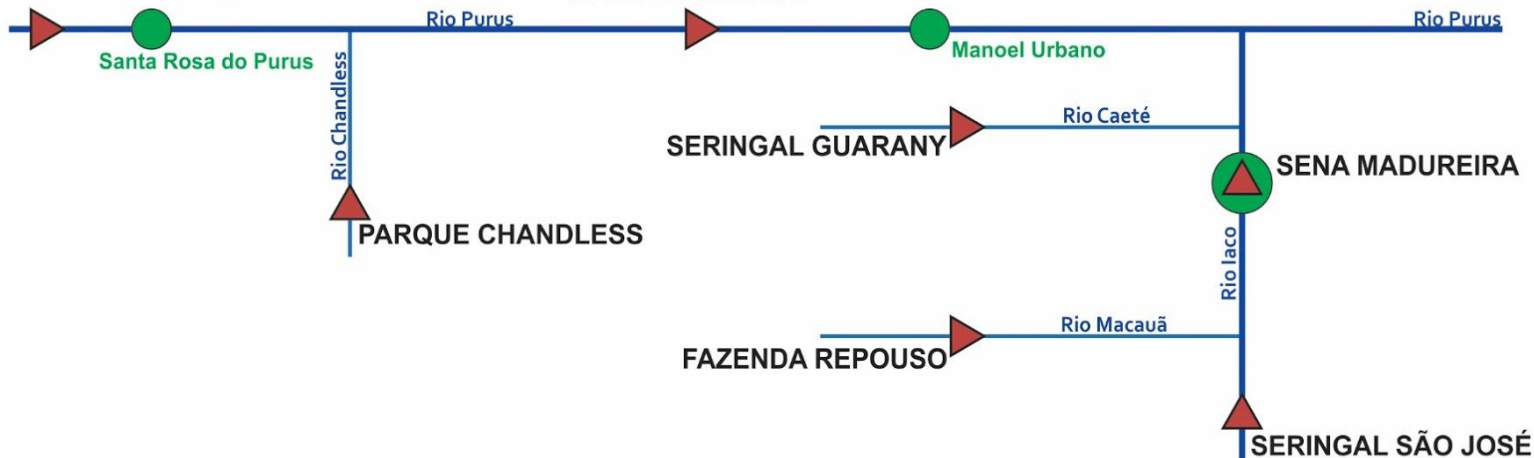 Rio Purus
Rio Purus
Santa Rosa do Purus
Manoel Urbano
Rio Chandless
Rio Caeté
SERINGAL GUARANY
SENA MADUREIRA
PARQUE CHANDLESS
Rio Iaco
Rio Macauã
FAZENDA REPOUSO
SERINGAL SÃO JOSÉ